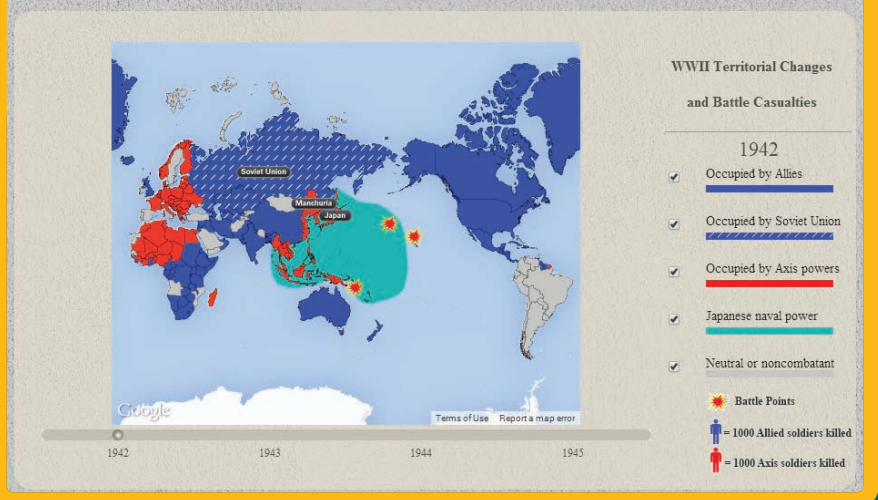 WWII Territorial Changes
and Battle Casualties
1942
Occupied by Allies
Soviet Union
Occupied by Soviet Union
Manchuria
Japan
Occupied by Axis powers
Japanese naval power
Neutral or noncombatant
Battle Points
Google
Terms of Use Report a map error
= 1000 Allied soldiers killed
1942 1943 1944 1945
= 1000 Axis soldiers killed